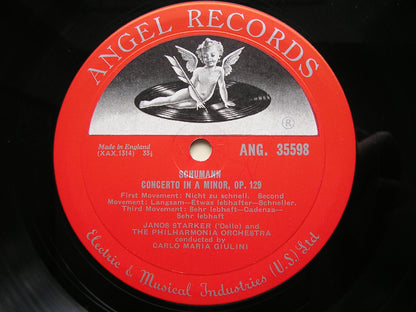 ANGEL RECORDS
®
Made in England
(XAX.1314) 33⅓
ANG. 35598
SCHUMANN
CONCERTO IN A MINOR, OP. 129
First Movement: Nicht zu schnell. Second
Movement: Langsam—Etwas lebhafter—Schneller.
Third Movement: Sehr lebhaft—Cadenza—
Sehr lebhaft
JANOS STARKER ('Cello) and
THE PHILHARMONIA ORCHESTRA
conducted by
CARLO MARIA GIULINI
Electric & Musical Industries (U.S.) Ltd